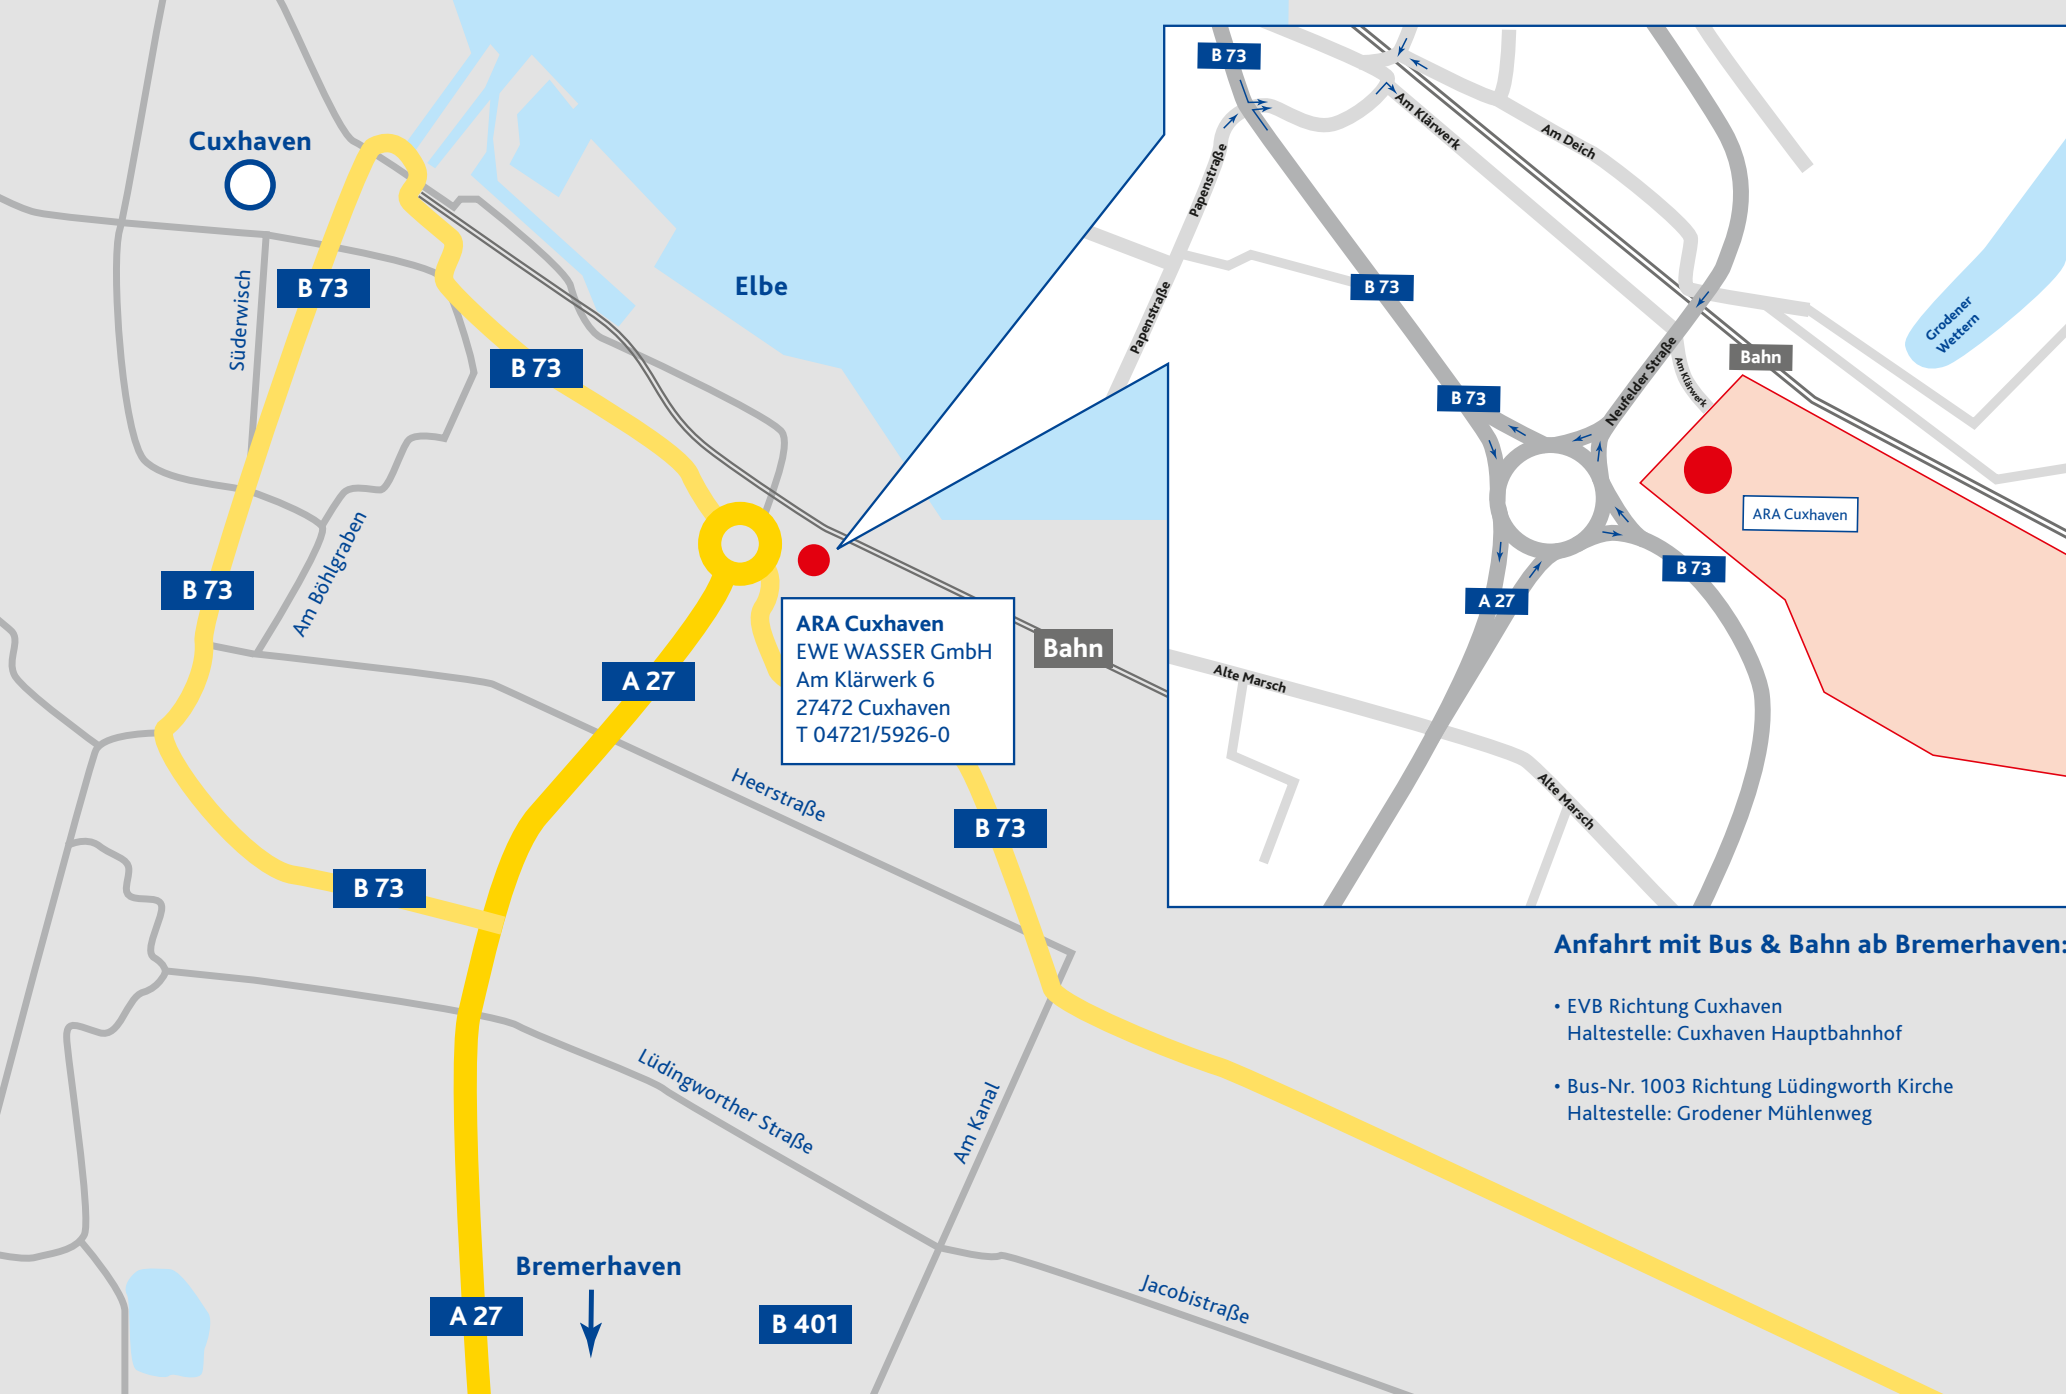 Cuxhaven
Elbe
B 73
Süderwisch
B 73
B 73
Am Böhlgraben
A 27
ARA Cuxhaven
EWE WASSER GmbH
Am Klärwerk 6
27472 Cuxhaven
T 04721/5926-0
Bahn
Heerstraße
B 73
B 73
Lüdingworther Straße
Am Kanal
Bremerhaven
A 27
B 401
Jacobistraße
B 73
Am Klärwerk
Am Deich
Papenstraße
Papenstraße
B 73
Grodener
Wettern
Neufelder Straße
Bahn
Am Klärwerk
B 73
ARA Cuxhaven
B 73
A 27
Alte Marsch
Alte Marsch
Anfahrt mit Bus & Bahn ab Bremerhaven:
• EVB Richtung Cuxhaven
Haltestelle: Cuxhaven Hauptbahnhof
• Bus-Nr. 1003 Richtung Lüdingworth Kirche
Haltestelle: Grodener Mühlenweg